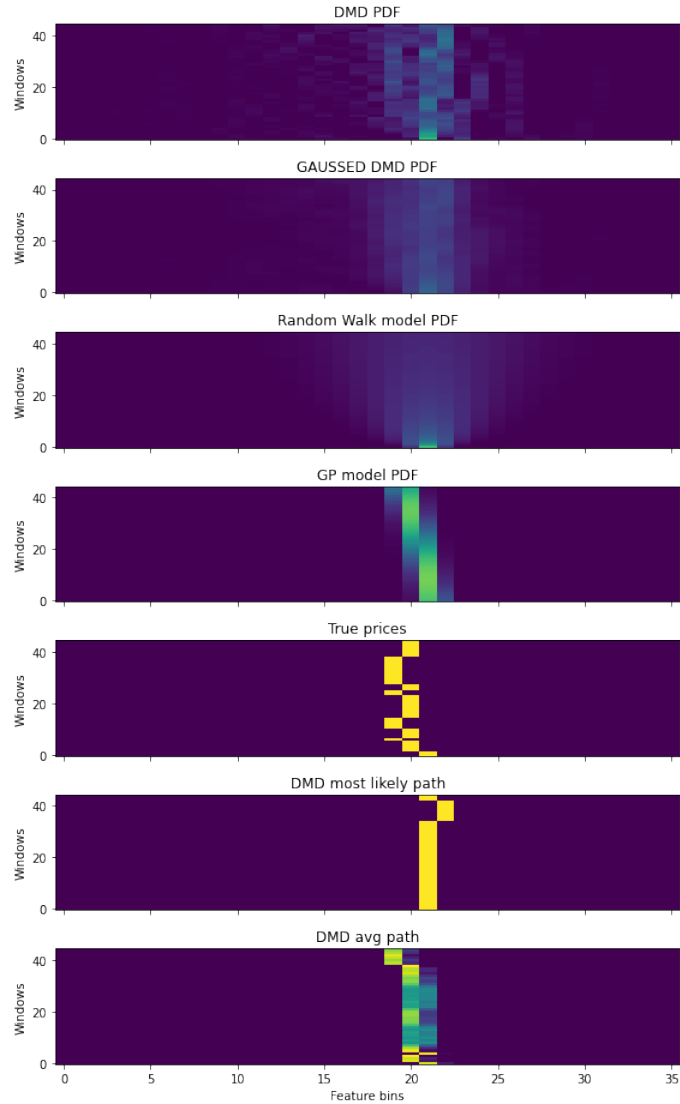 DMD PDF
40
20
0
Windows
GAUSSED DMD PDF
40
20
0
Windows
Random Walk model PDF
40
20
0
Windows
GP model PDF
40
20
0
Windows
True prices
40
20
0
Windows
DMD most likely path
40
20
0
Windows
DMD avg path
40
20
0
Windows
0 5 10 15 20 25 30 35
Feature bins